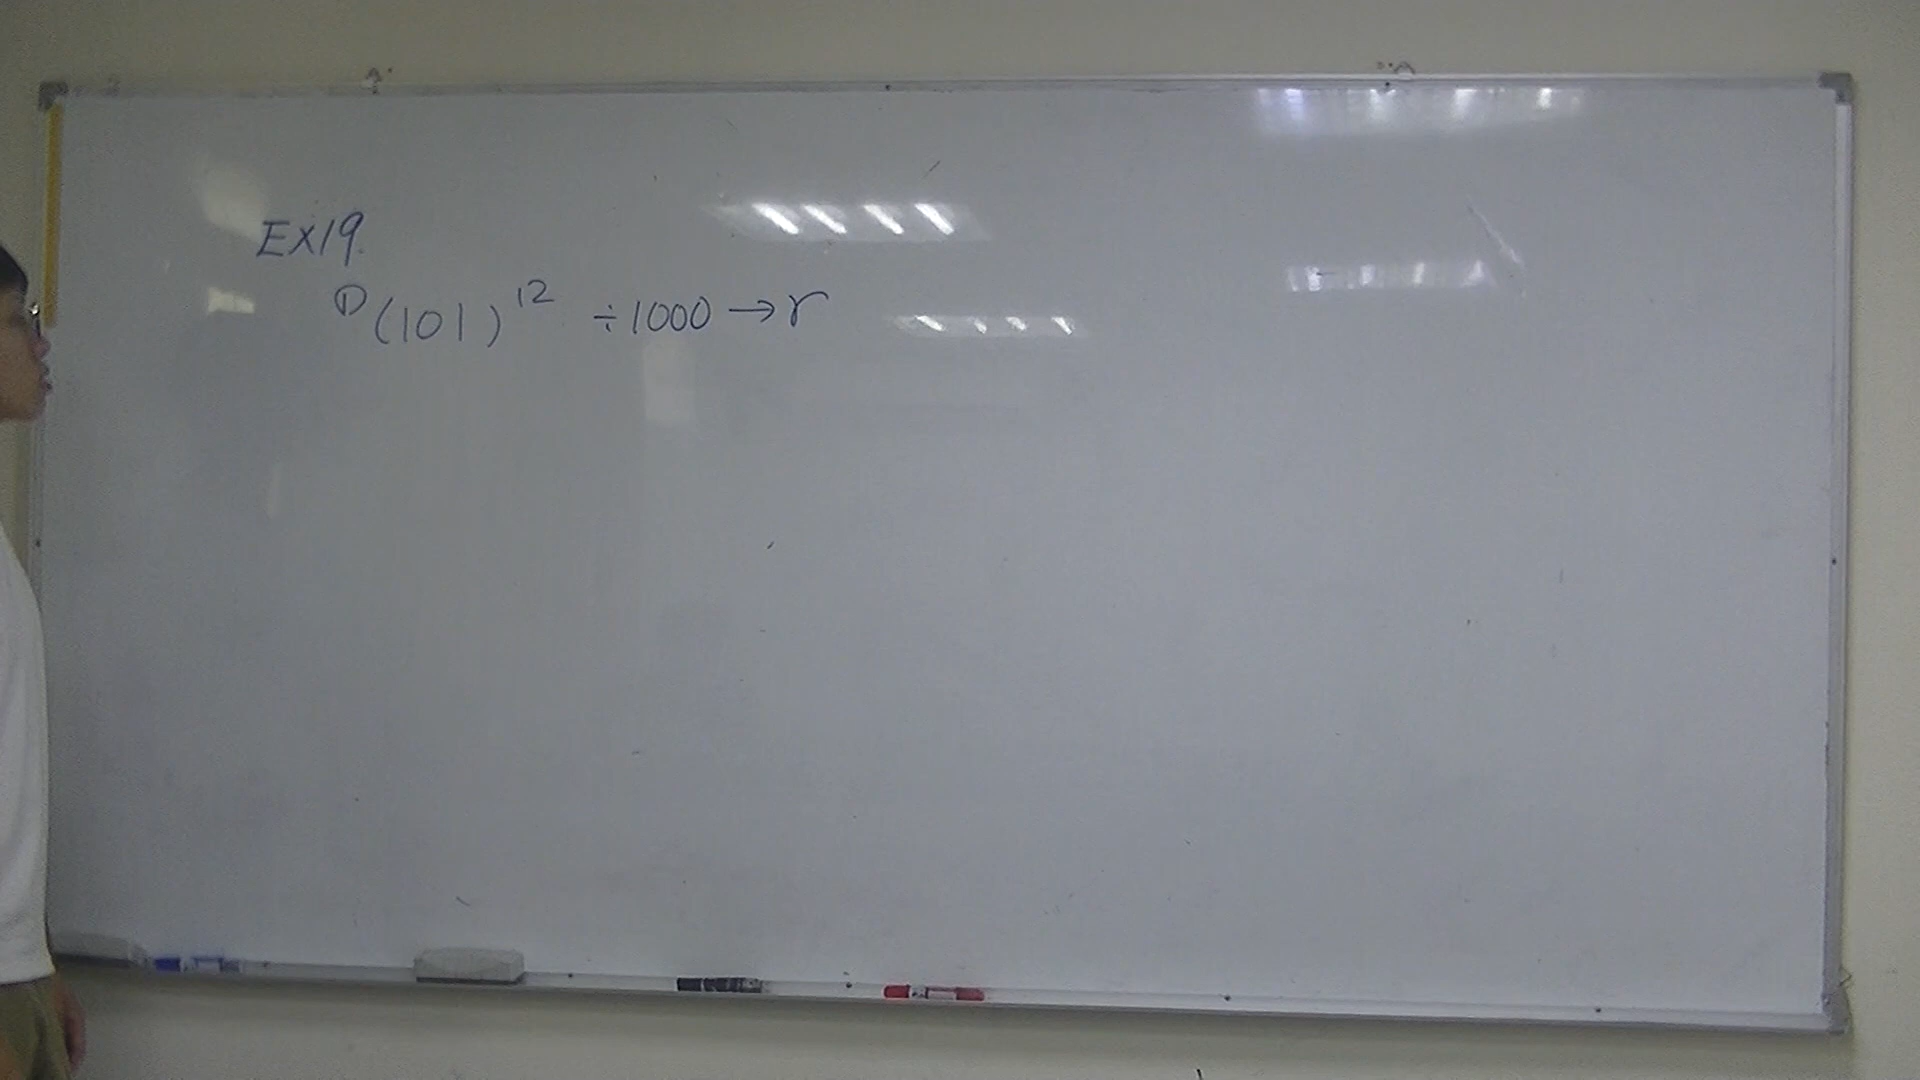 Ex19.
① (101)¹² ÷1000 → r